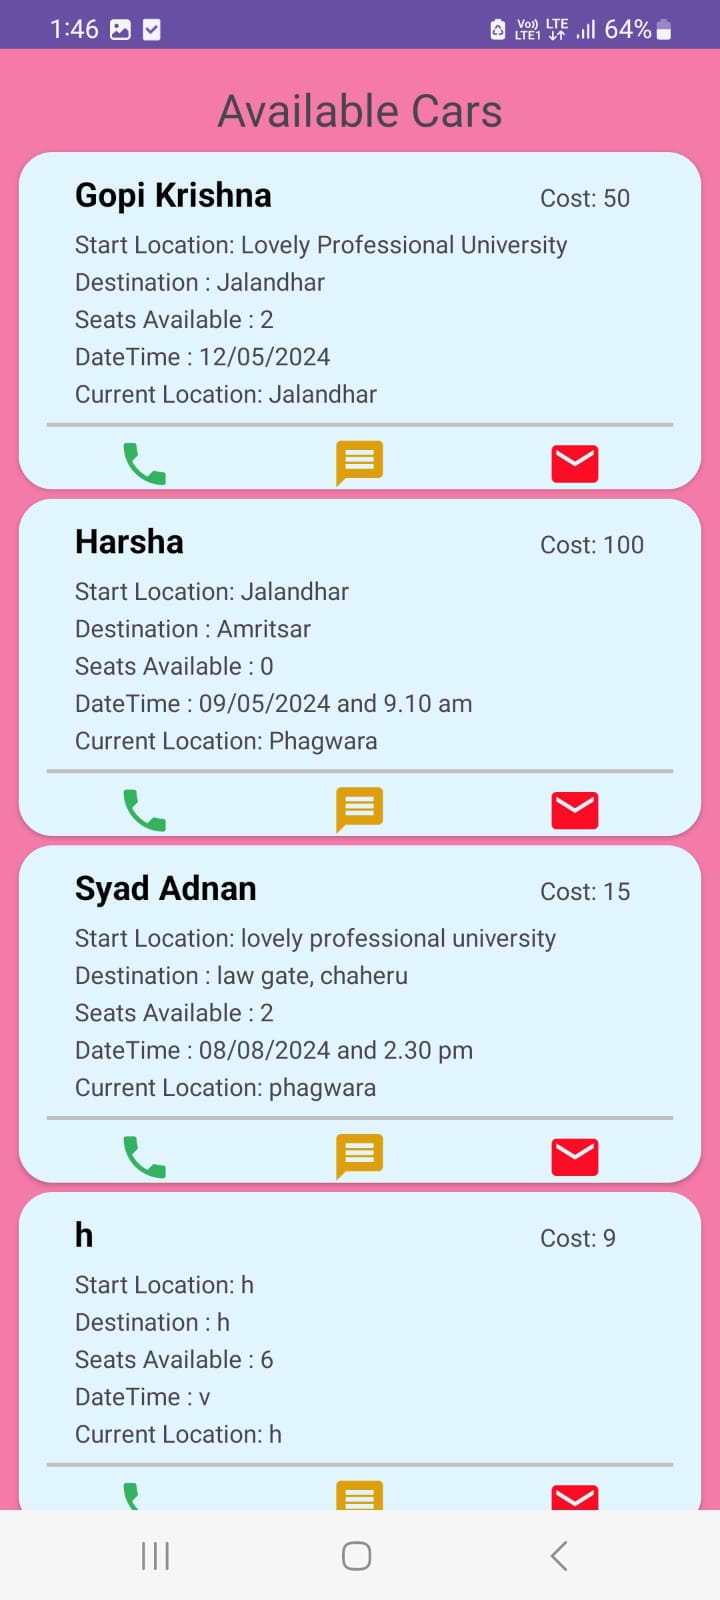 1:46 Vo)) LTE1 LTE 64%
Available Cars
Gopi Krishna Cost: 50
Start Location: Lovely Professional University
Destination : Jalandhar
Seats Available : 2
DateTime : 12/05/2024
Current Location: Jalandhar
Harsha Cost: 100
Start Location: Jalandhar
Destination : Amritsar
Seats Available : 0
DateTime : 09/05/2024 and 9.10 am
Current Location: Phagwara
Syad Adnan Cost: 15
Start Location: lovely professional university
Destination : law gate, chaheru
Seats Available : 2
DateTime : 08/08/2024 and 2.30 pm
Current Location: phagwara
h Cost: 9
Start Location: h
Destination : h
Seats Available : 6
DateTime : v
Current Location: h